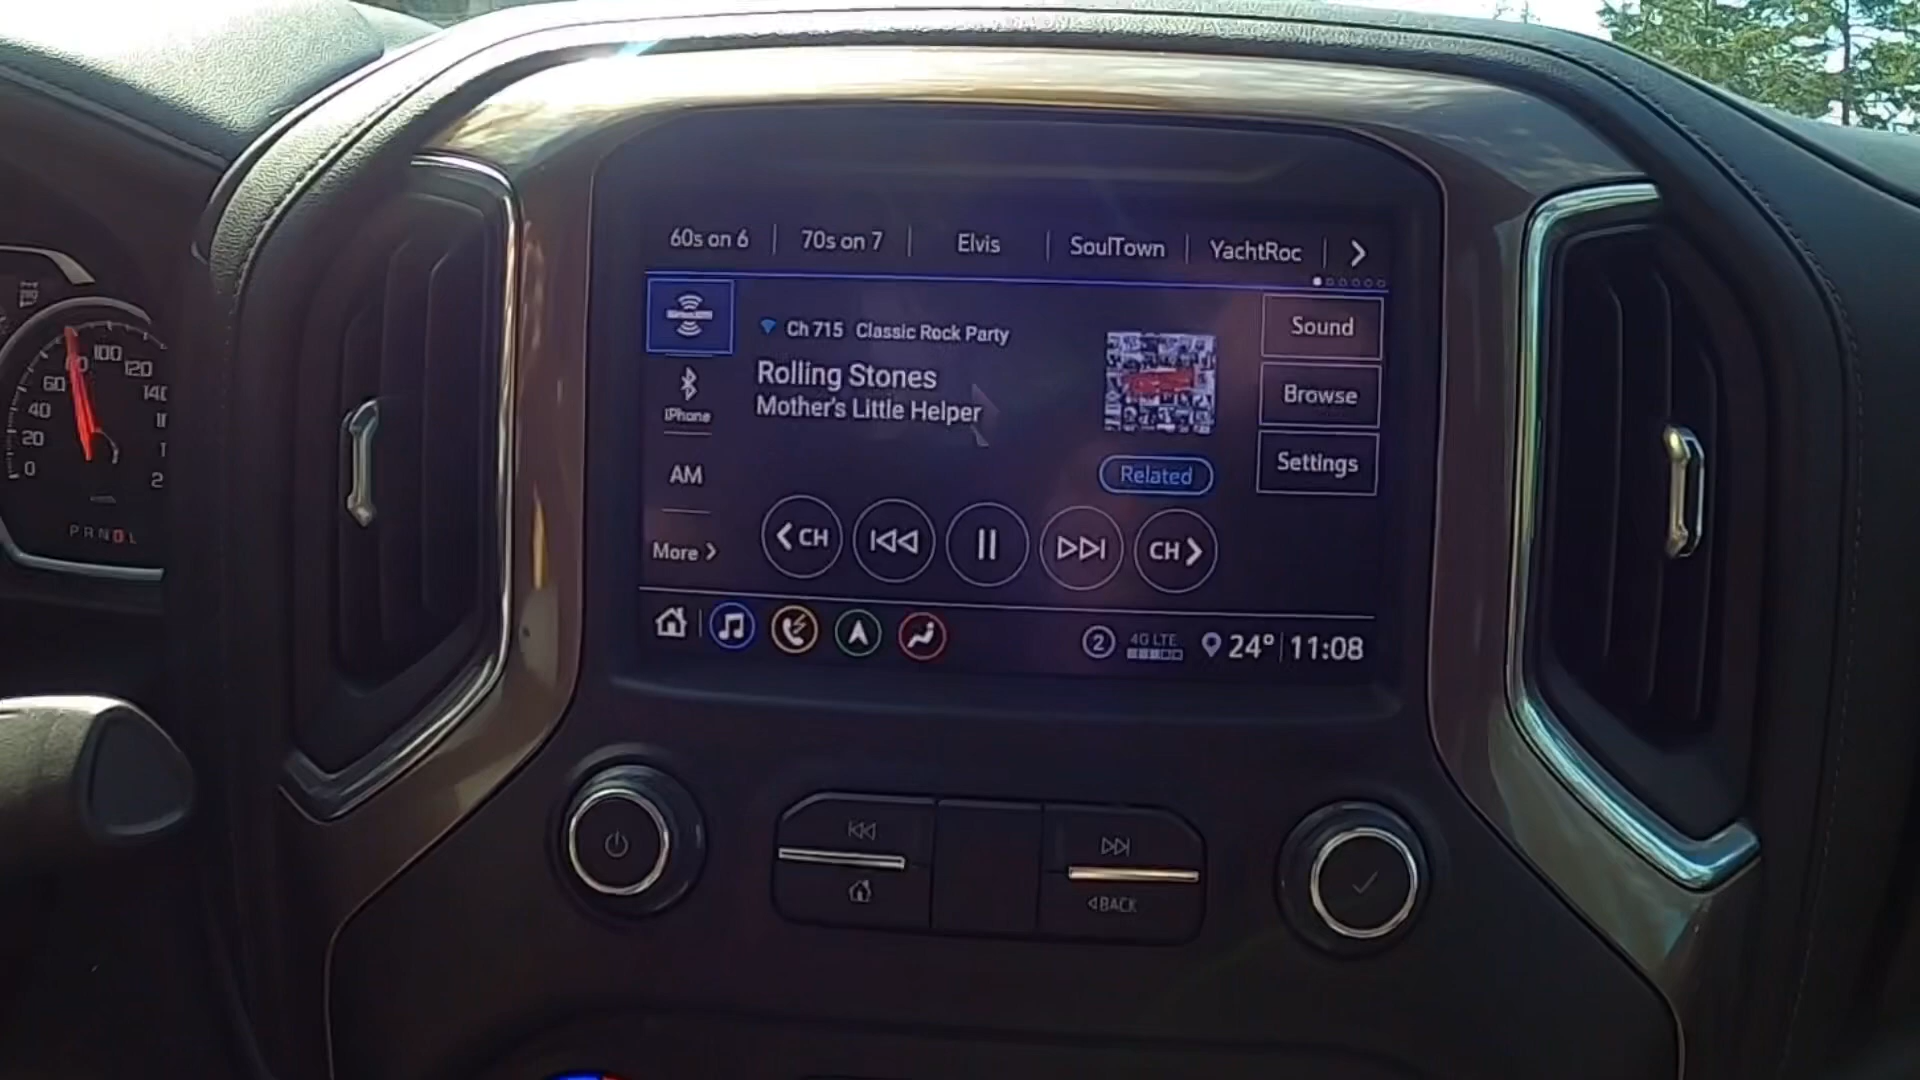 60s on 6 70s on 7 Elvis SoulTown YachtRoc
Ch 715 Classic Rock Party
Rolling Stones
Mother's Little Helper
iPhone
AM
More
Sound
Browse
Settings
Related
CH
CH
2 4G LTE 24° 11:08
BACK
0
20
40
60
100
120
P R N D L